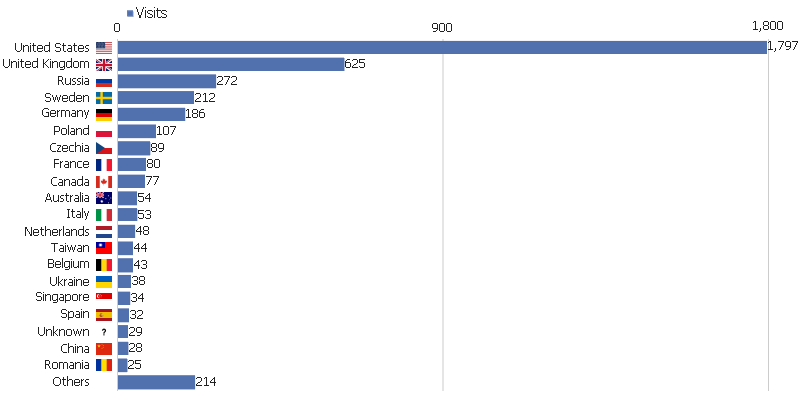 Visits
0 900 1,800
United States 1,797
United Kingdom 625
Russia 272
Sweden 212
Germany 186
Poland 107
Czechia 89
France 80
Canada 77
Australia 54
Italy 53
Netherlands 48
Taiwan 44
Belgium 43
Ukraine 38
Singapore 34
Spain 32
Unknown ? 29
China 28
Romania 25
Others 214